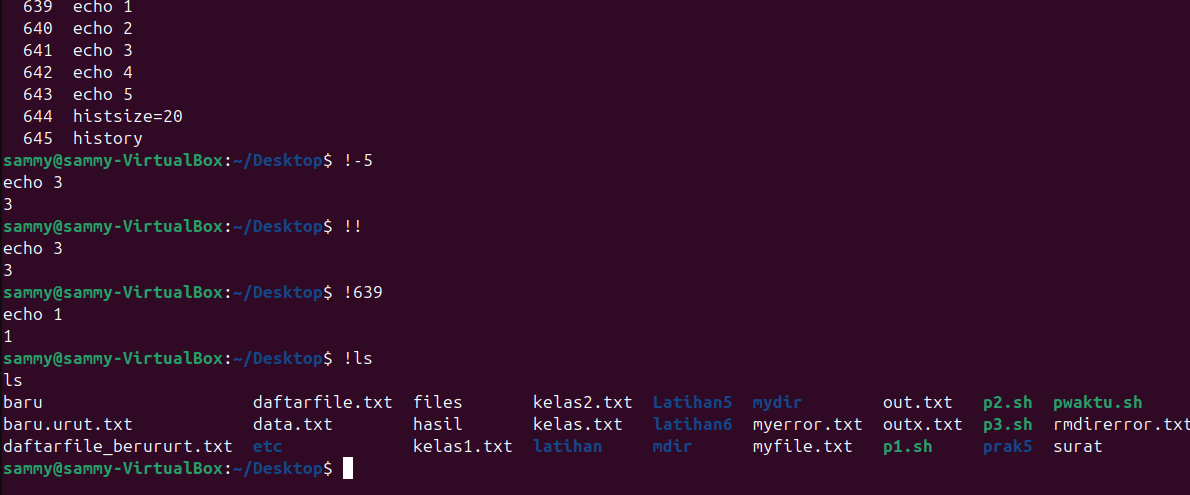 639 echo 1
640 echo 2
641 echo 3
642 echo 4
643 echo 5
644 histsize=20
645 history
sammy@sammy-VirtualBox:~/Desktop$ !-5
echo 3
3
sammy@sammy-VirtualBox:~/Desktop$ !!
echo 3
3
sammy@sammy-VirtualBox:~/Desktop$ !639
echo 1
1
sammy@sammy-VirtualBox:~/Desktop$ !ls
ls
baru daftarfile.txt files kelas2.txt Latihan5 mydir out.txt p2.sh pwaktu.sh
baru.urut.txt data.txt hasil kelas.txt latihan6 myerror.txt outx.txt p3.sh rmdirerror.txt
daftarfile_berururt.txt etc kelas1.txt latihan mdir myfile.txt p1.sh prak5 surat
sammy@sammy-VirtualBox:~/Desktop$